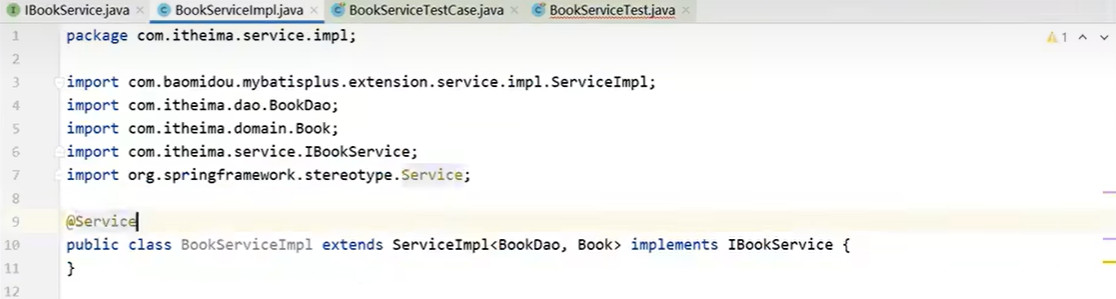 IBookService.java BookServiceImpl.java BookServiceTestCase.java BookServiceTest.java
1 package com.itheima.service.impl; 1
2
3 import com.baomidou.mybatisplus.extension.service.impl.ServiceImpl;
4 import com.itheima.dao.BookDao;
5 import com.itheima.domain.Book;
6 import com.itheima.service.IBookService;
7 import org.springframework.stereotype.Service;
8
9 @Service
10 public class BookServiceImpl extends ServiceImpl<BookDao, Book> implements IBookService {
11 }
12